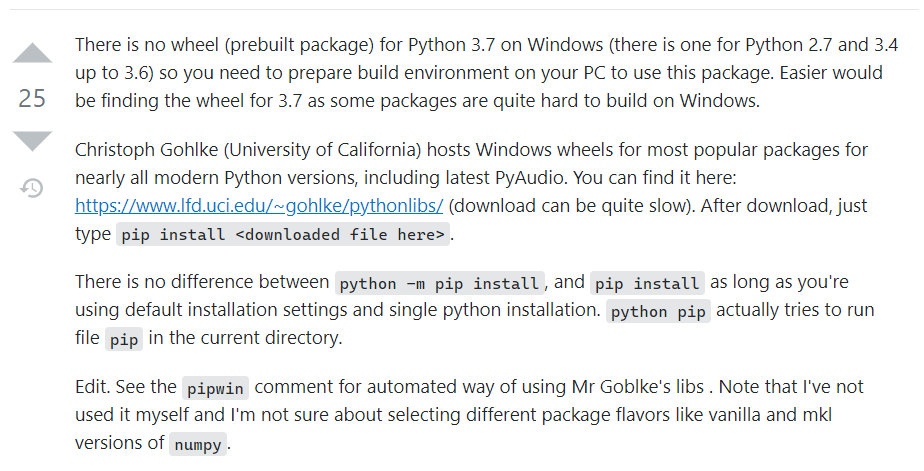 There is no wheel (prebuilt package) for Python 3.7 on Windows (there is one for Python 2.7 and 3.4
up to 3.6) so you need to prepare build environment on your PC to use this package. Easier would
25
be finding the wheel for 3.7 as some packages are quite hard to build on Windows.
Christoph Gohlke (University of California) hosts Windows wheels for most popular packages for
nearly all modern Python versions, including latest PyAudio. You can find it here:
https://www.lfd.uci.edu/~gohlke/pythonlibs/ (download can be quite slow). After download, just
type pip install <downloaded file here>.
There is no difference between python -m pip install, and pip install as long as you're
using default installation settings and single python installation. python pip actually tries to run
file pip in the current directory.
Edit. See the pipwin comment for automated way of using Mr Goblke's libs . Note that I've not
used it myself and I'm not sure about selecting different package flavors like vanilla and mkl
versions of numpy.